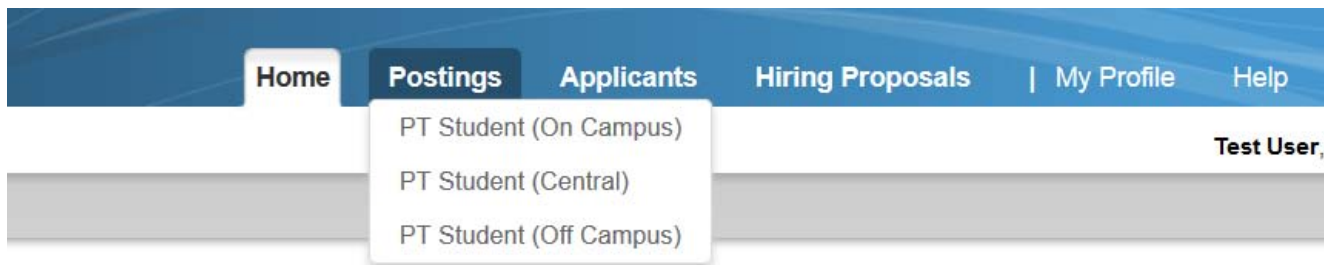 Home Postings Applicants Hiring Proposals | My Profile Help
PT Student (On Campus)
Test User,
PT Student (Central)
PT Student (Off Campus)